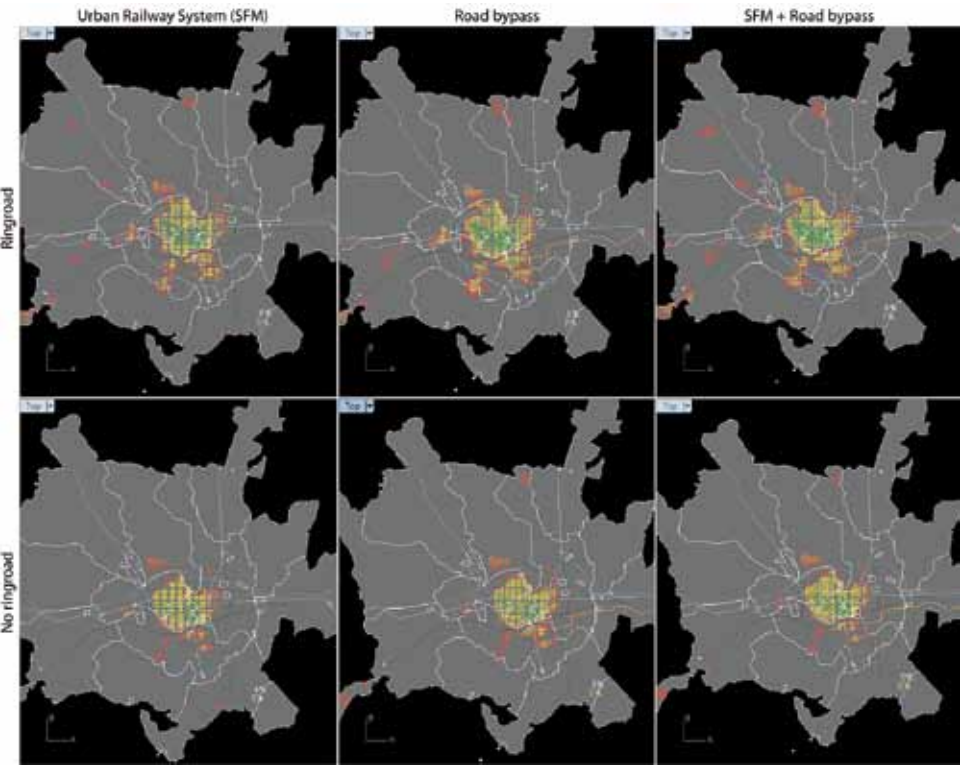 Urban Railway System (SFM)
Road bypass
SFM + Road bypass
Top
Top
Top
Ringroad
Top
Top
Top
No ringroad